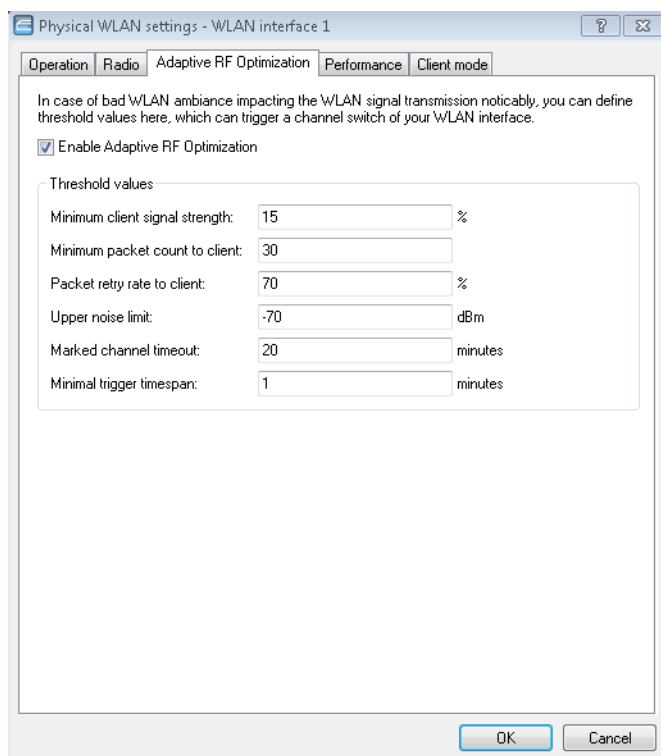 Physical WLAN settings - WLAN interface 1
Operation Radio Adaptive RF Optimization Performance Client mode
In case of bad WLAN ambiance impacting the WLAN signal transmission noticably, you can define
threshold values here, which can trigger a channel switch of your WLAN interface.
Enable Adaptive RF Optimization
Threshold values
Minimum client signal strength: 15 %
Minimum packet count to client: 30
Packet retry rate to client: 70 %
Upper noise limit: -70 dBm
Marked channel timeout: 20 minutes
Minimal trigger timespan: 1 minutes
OK Cancel